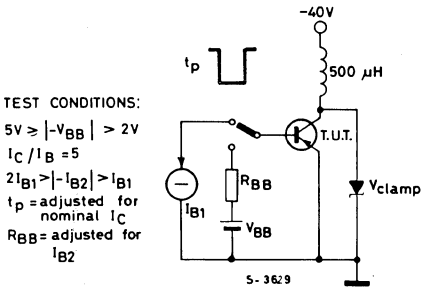 -40V
tp
500 µH
TEST CONDITIONS:
5V ≥ |-VBB| > 2V
IC/IB = 5
2IB1>|-IB2|>IB1
tp = adjusted for
nominal IC
RBB = adjusted for
IB2
T.U.T.
IB1
RBB
VBB
Vclamp
S-3629